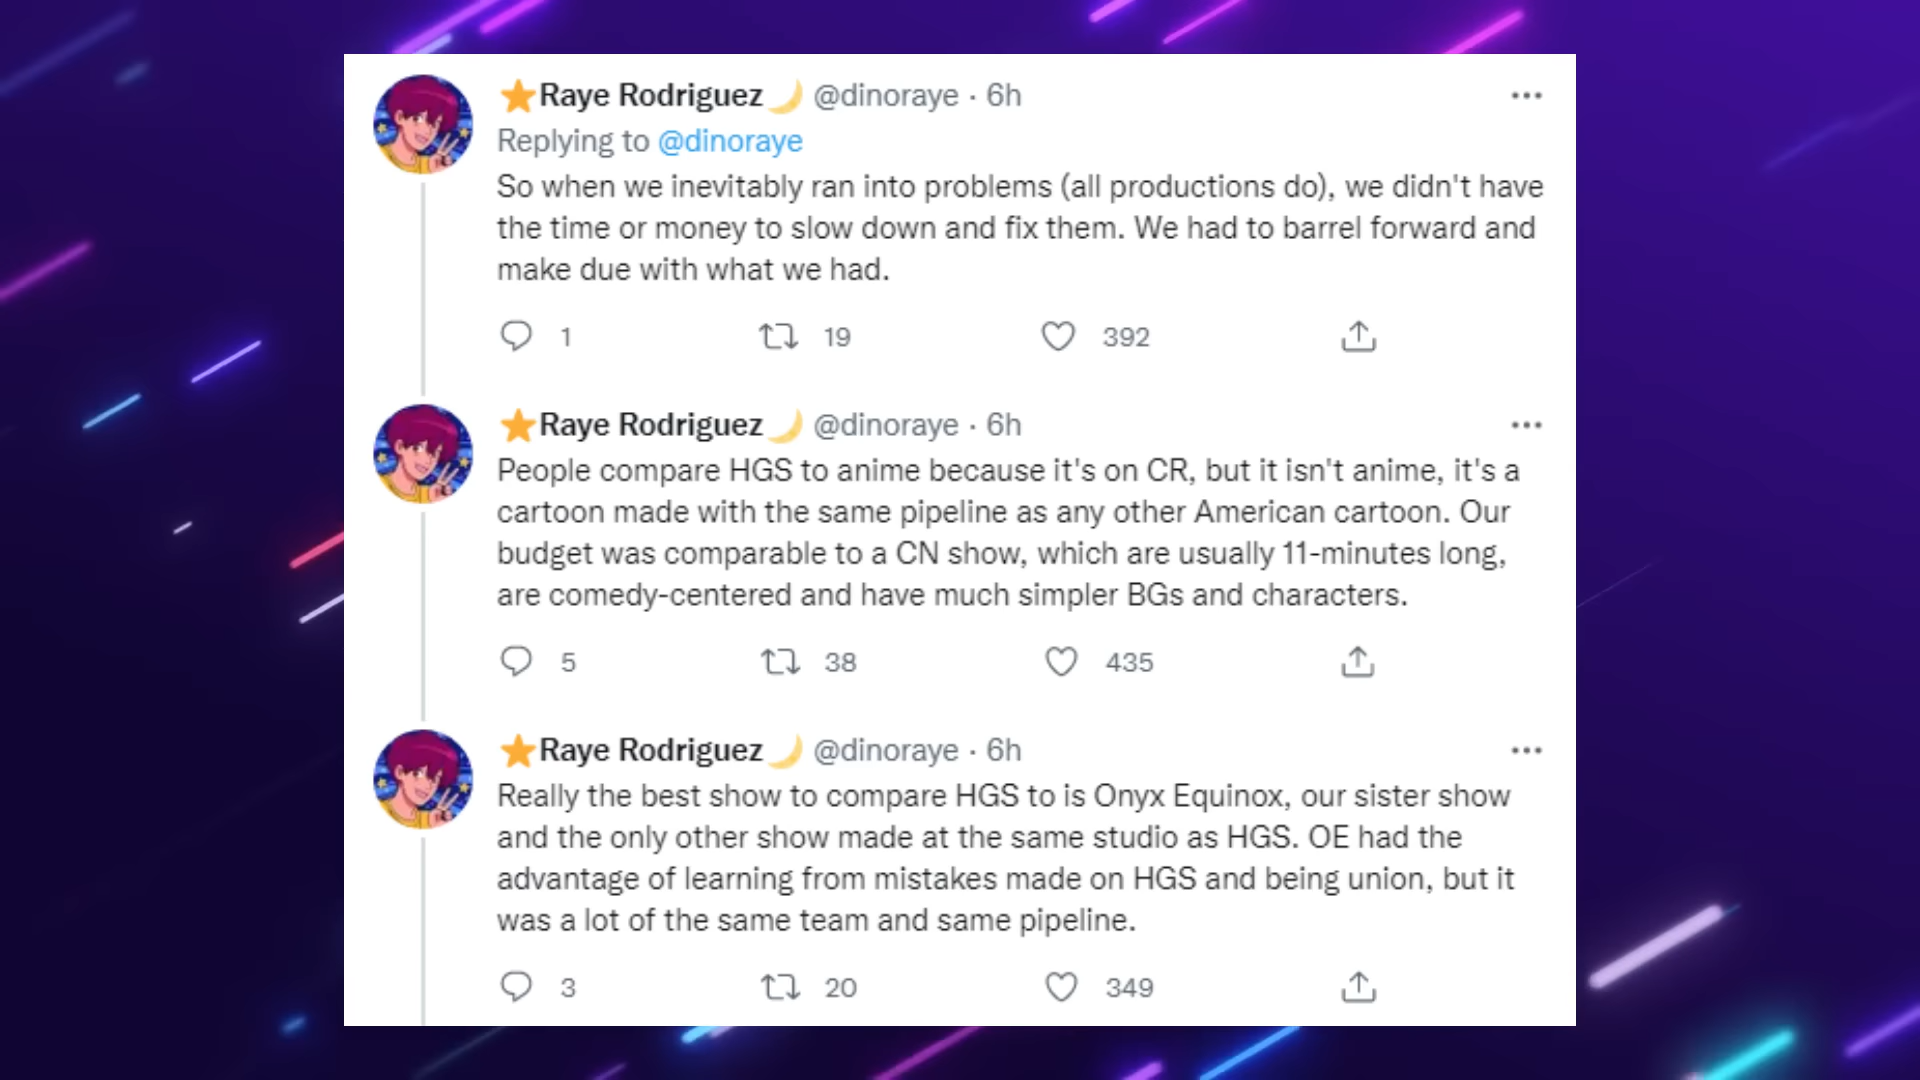 ⭐Raye Rodriguez🌙 @dinoraye · 6h
Replying to @dinoraye
So when we inevitably ran into problems (all productions do), we didn't have
the time or money to slow down and fix them. We had to barrel forward and
make due with what we had.
1 19 392
⭐Raye Rodriguez🌙 @dinoraye · 6h
People compare HGS to anime because it's on CR, but it isn't anime, it's a
cartoon made with the same pipeline as any other American cartoon. Our
budget was comparable to a CN show, which are usually 11-minutes long,
are comedy-centered and have much simpler BGs and characters.
5 38 435
⭐Raye Rodriguez🌙 @dinoraye · 6h
Really the best show to compare HGS to is Onyx Equinox, our sister show
and the only other show made at the same studio as HGS. OE had the
advantage of learning from mistakes made on HGS and being union, but it
was a lot of the same team and same pipeline.
3 20 349